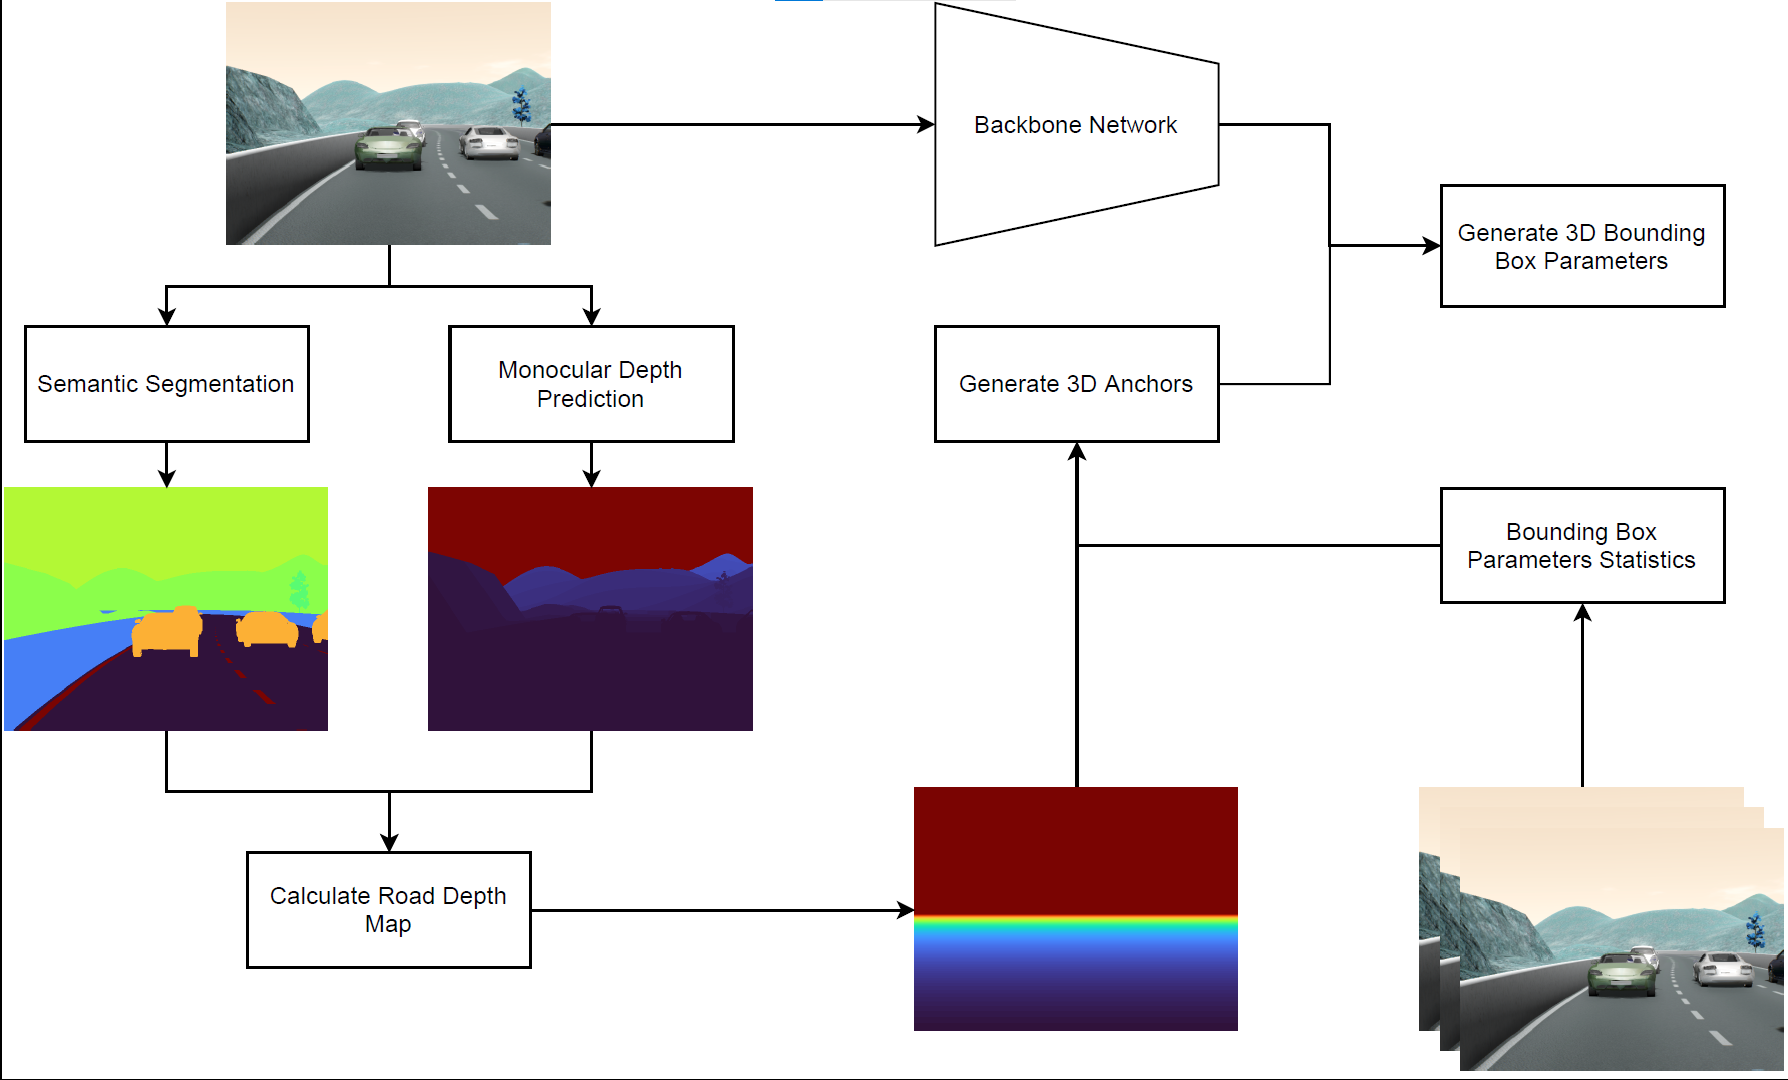 Backbone Network
Generate 3D Bounding
Box Parameters
Semantic Segmentation
Monocular Depth
Prediction
Generate 3D Anchors
Bounding Box
Parameters Statistics
Calculate Road Depth
Map